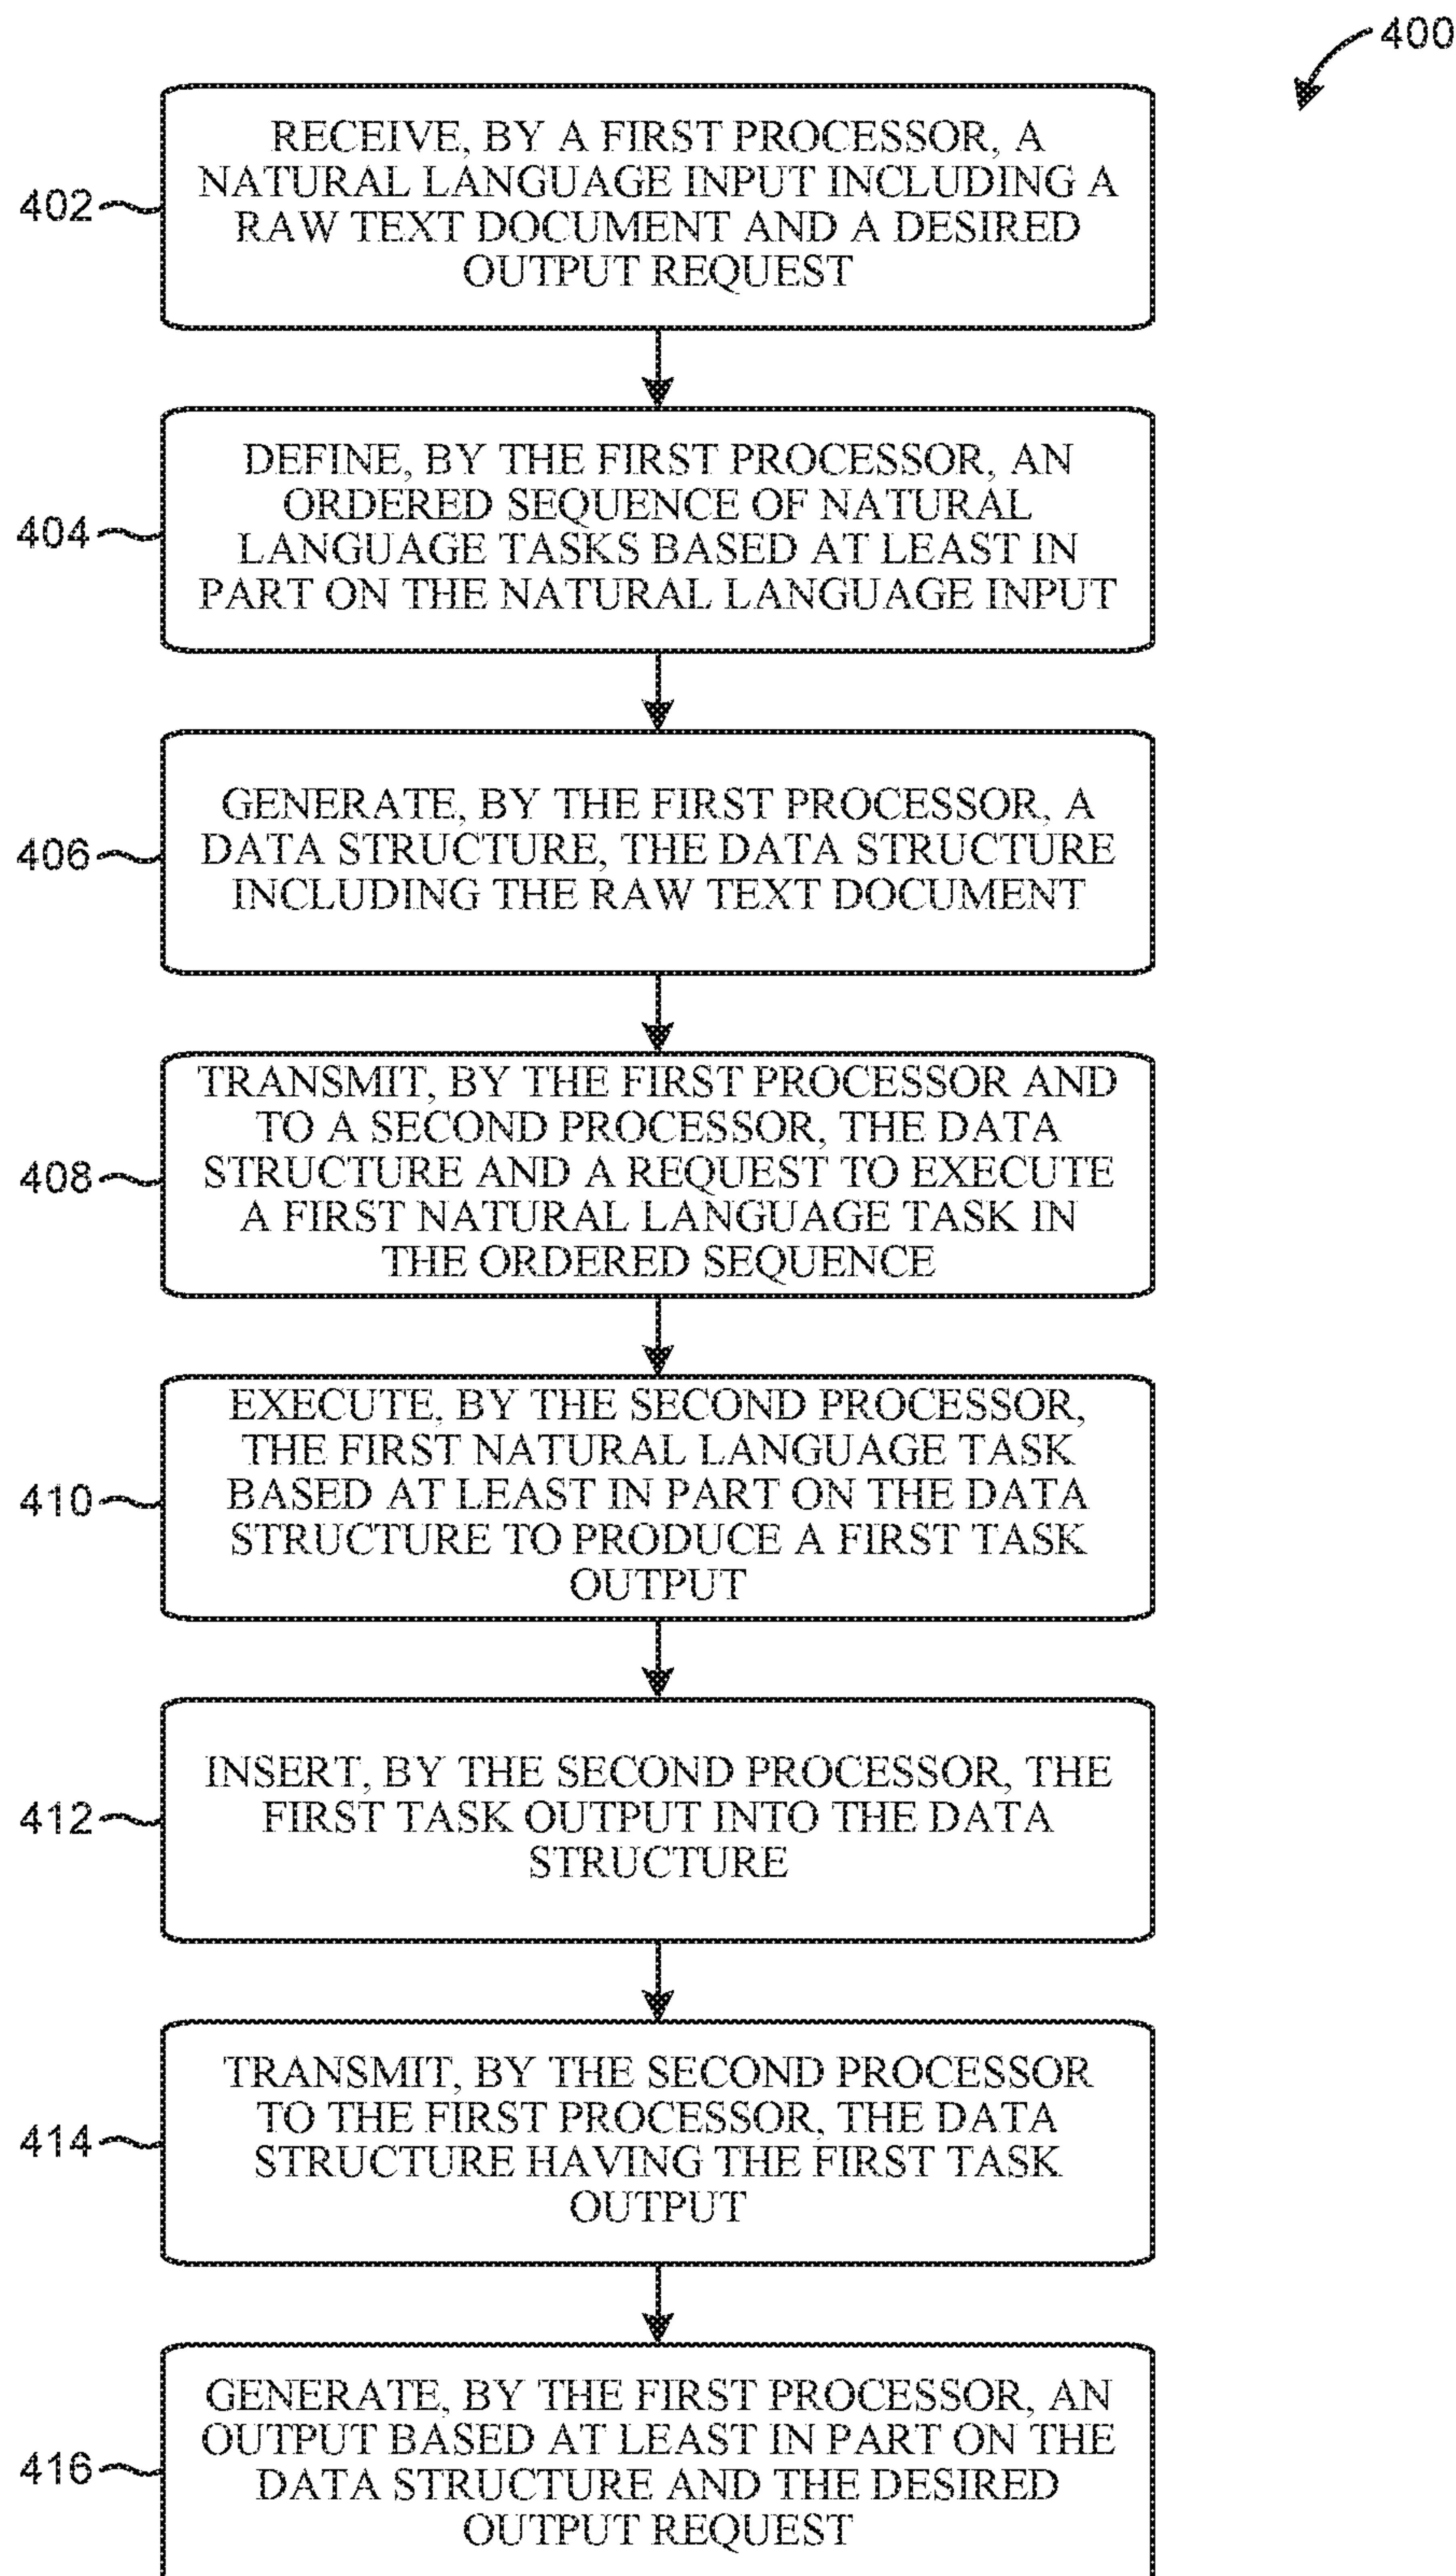 400
RECEIVE, BY A FIRST PROCESSOR, A
NATURAL LANGUAGE INPUT INCLUDING A
RAW TEXT DOCUMENT AND A DESIRED
OUTPUT REQUEST
402
DEFINE, BY THE FIRST PROCESSOR, AN
ORDERED SEQUENCE OF NATURAL
LANGUAGE TASKS BASED AT LEAST IN
PART ON THE NATURAL LANGUAGE INPUT
404
GENERATE, BY THE FIRST PROCESSOR, A
DATA STRUCTURE, THE DATA STRUCTURE
INCLUDING THE RAW TEXT DOCUMENT
406
TRANSMIT, BY THE FIRST PROCESSOR AND
TO A SECOND PROCESSOR, THE DATA
STRUCTURE AND A REQUEST TO EXECUTE
A FIRST NATURAL LANGUAGE TASK IN
THE ORDERED SEQUENCE
408
EXECUTE, BY THE SECOND PROCESSOR,
THE FIRST NATURAL LANGUAGE TASK
BASED AT LEAST IN PART ON THE DATA
STRUCTURE TO PRODUCE A FIRST TASK
OUTPUT
410
INSERT, BY THE SECOND PROCESSOR, THE
FIRST TASK OUTPUT INTO THE DATA
STRUCTURE
412
TRANSMIT, BY THE SECOND PROCESSOR
TO THE FIRST PROCESSOR, THE DATA
STRUCTURE HAVING THE FIRST TASK
OUTPUT
414
GENERATE, BY THE FIRST PROCESSOR, AN
OUTPUT BASED AT LEAST IN PART ON THE
DATA STRUCTURE AND THE DESIRED
OUTPUT REQUEST
416